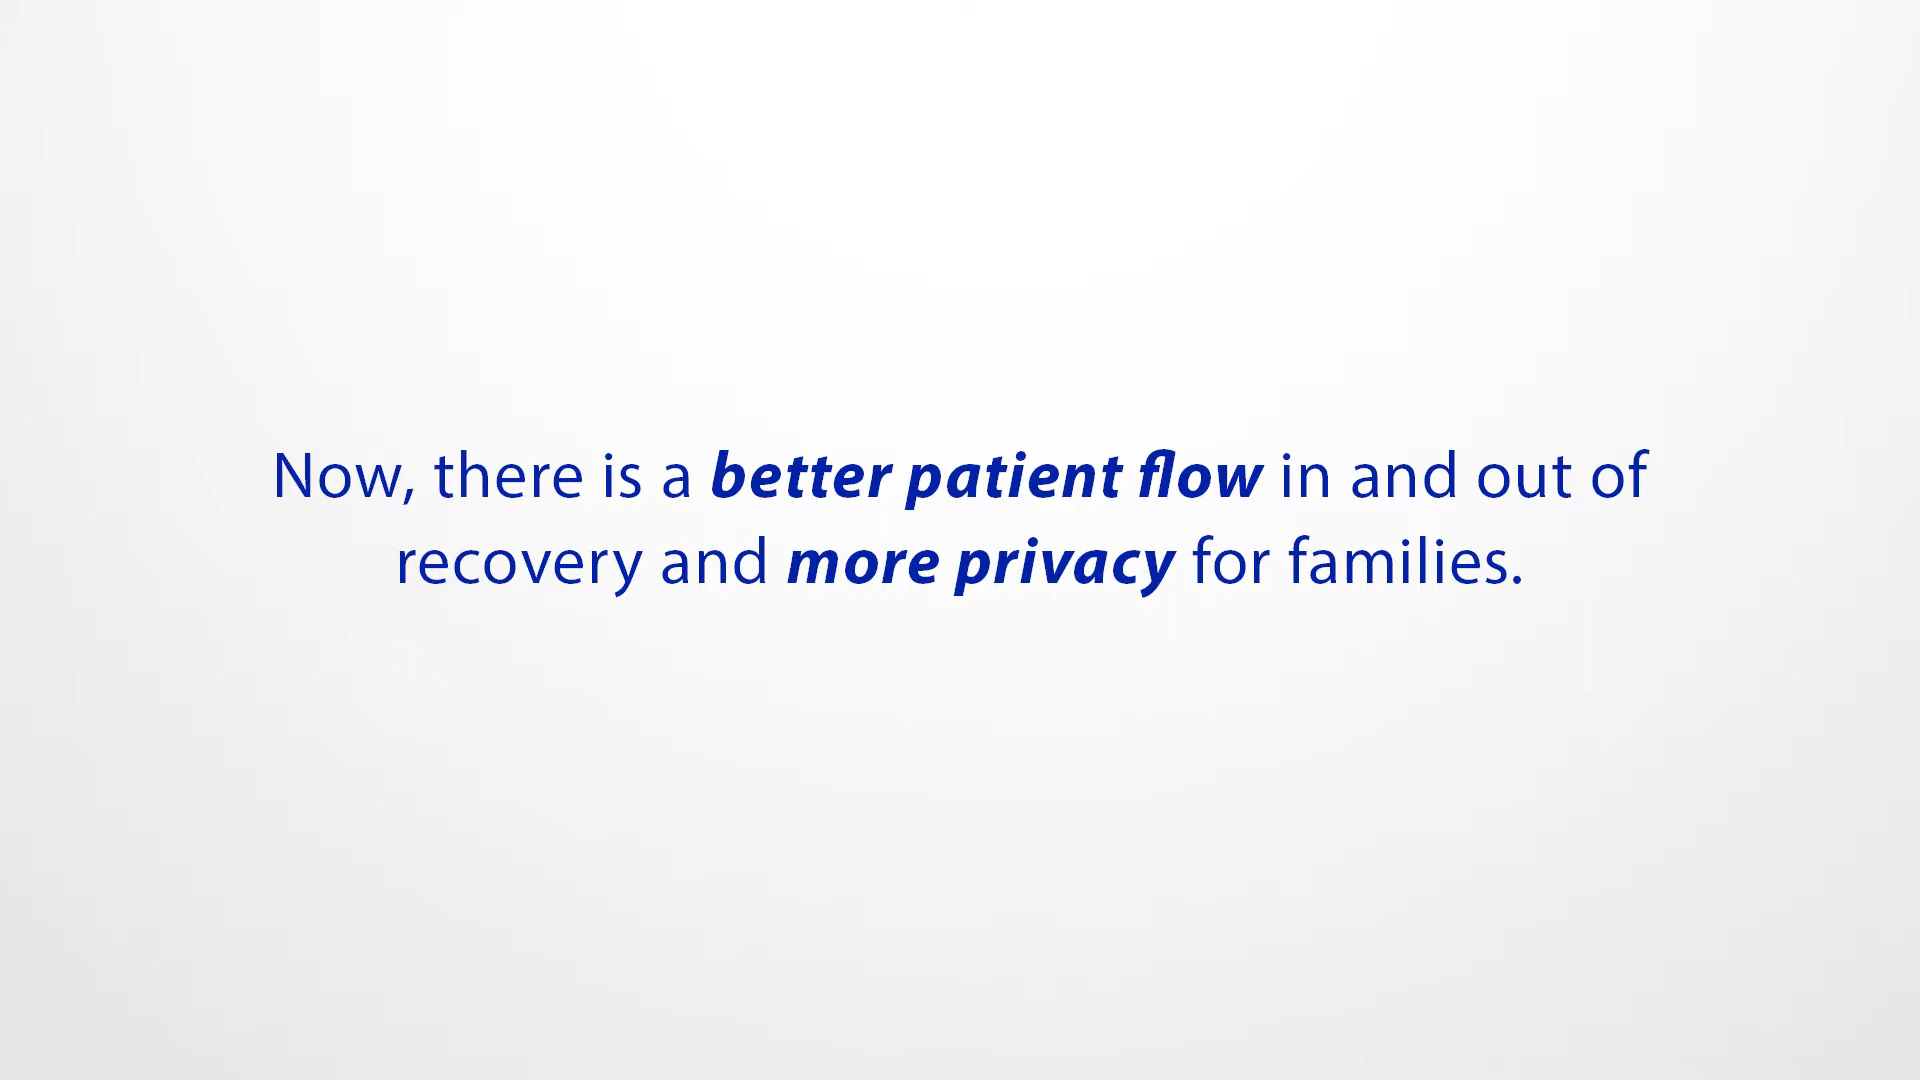 Now, there is a better patient flow in and out of
recovery and more privacy for families.